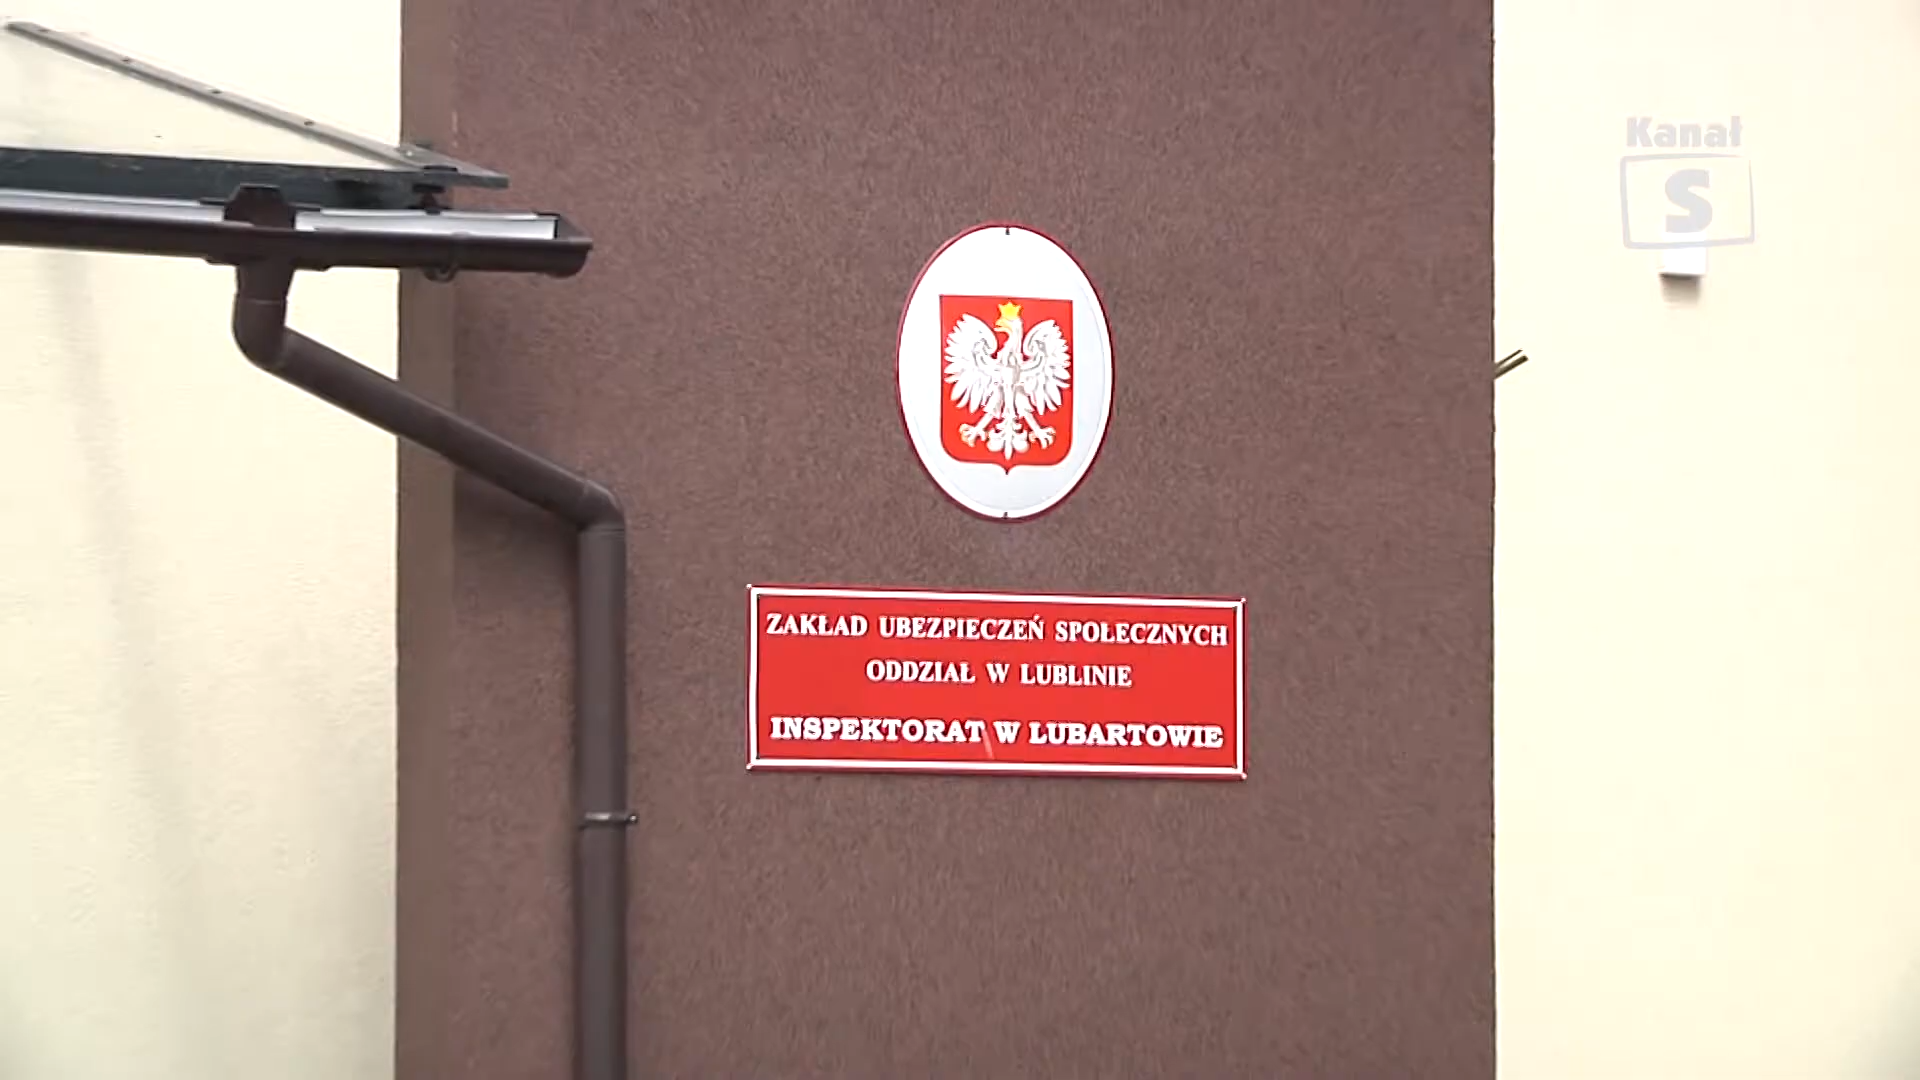 Kanał
S
ZAKŁAD UBEZPIECZEŃ SPOŁECZNYCH
ODDZIAŁ W LUBLINIE
INSPEKTORAT W LUBARTOWIE